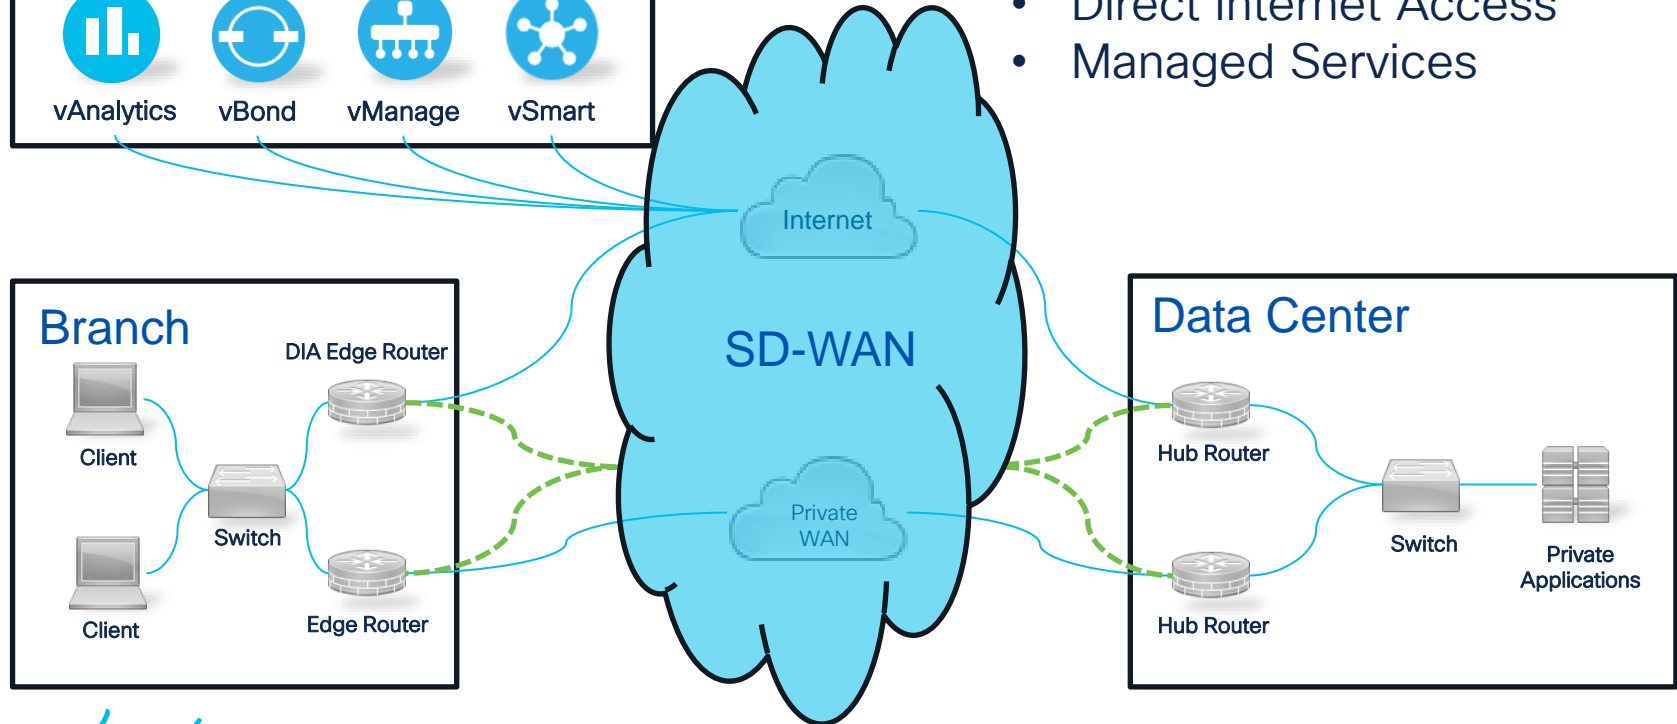 • Direct Internet Access
• Managed Services
vAnalytics
vBond
vManage
vSmart
Internet
SD-WAN
Private
WAN
Branch
DIA Edge Router
Client
Switch
Client
Edge Router
Data Center
Hub Router
Switch
Private
Applications
Hub Router